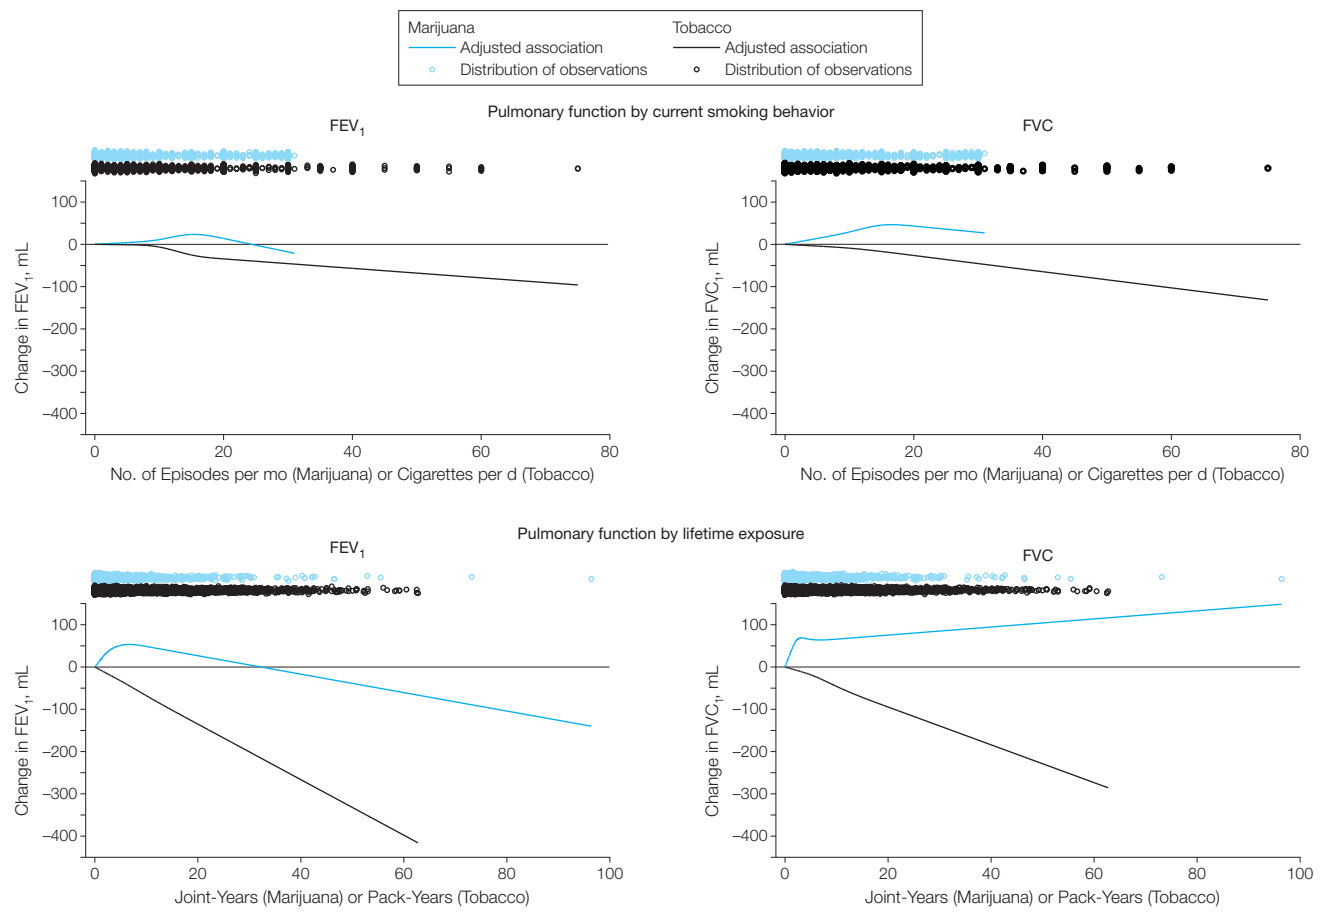 Marijuana Tobacco
Adjusted association Adjusted association
Distribution of observations Distribution of observations
Pulmonary function by current smoking behavior
FEV1 FVC
100
0
–100
–200
–300
–400
Change in FEV1, mL
0 20 40 60 80
No. of Episodes per mo (Marijuana) or Cigarettes per d (Tobacco)
100
0
–100
–200
–300
–400
Change in FVC1, mL
0 20 40 60 80
No. of Episodes per mo (Marijuana) or Cigarettes per d (Tobacco)
Pulmonary function by lifetime exposure
FEV1 FVC
100
0
–100
–200
–300
–400
Change in FEV1, mL
0 20 40 60 80 100
Joint-Years (Marijuana) or Pack-Years (Tobacco)
100
0
–100
–200
–300
–400
Change in FVC1, mL
0 20 40 60 80 100
Joint-Years (Marijuana) or Pack-Years (Tobacco)